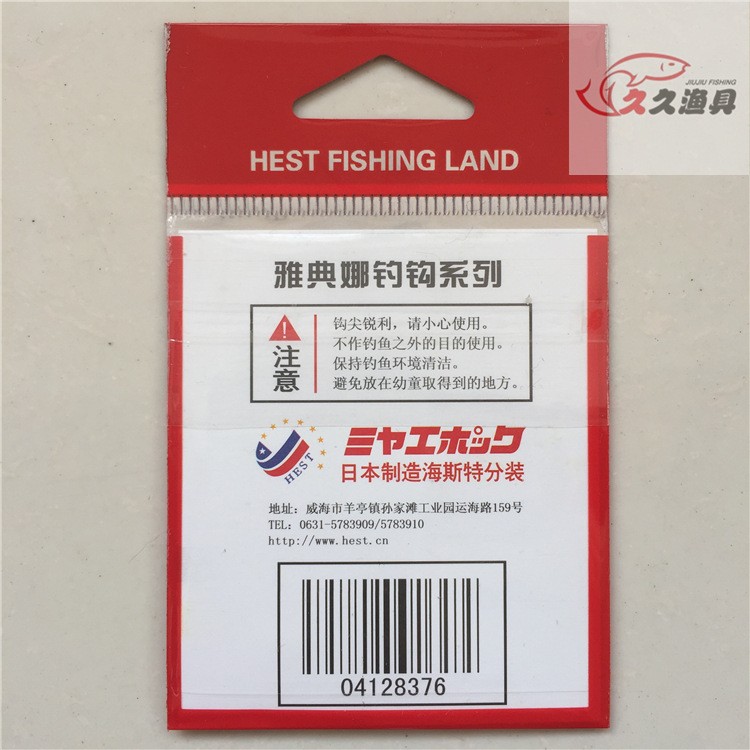 JIUJIU FISHING
久久渔具
HEST FISHING LAND
雅典娜钓钩系列
!
注意
钩尖锐利，请小心使用。
不作钓鱼之外的目的使用。
保持钓鱼环境清洁。
避免放在幼童取得到的地方。
HEST
ミヤエポック
日本制造海斯特分装
地址：威海市羊亭镇孙家滩工业园运海路159号
TEL：0631-5783909/5783910
http://www.hest.cn
04128376